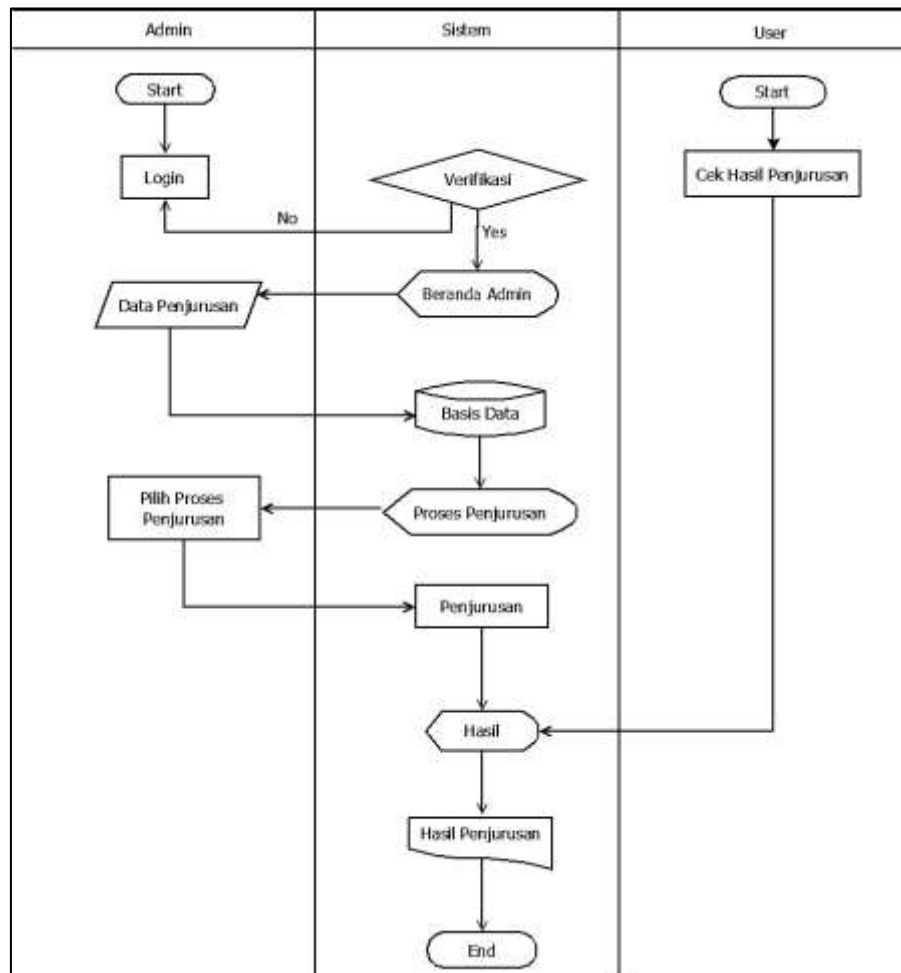 Admin
Sistem
User
Start
Start
Login
Verifikasi
Cek Hasil Penjurusan
No
Yes
Data Penjurusan
Beranda Admin
Basis Data
Pilih Proses
Penjurusan
Proses Penjurusan
Penjurusan
Hasil
Hasil Penjurusan
End